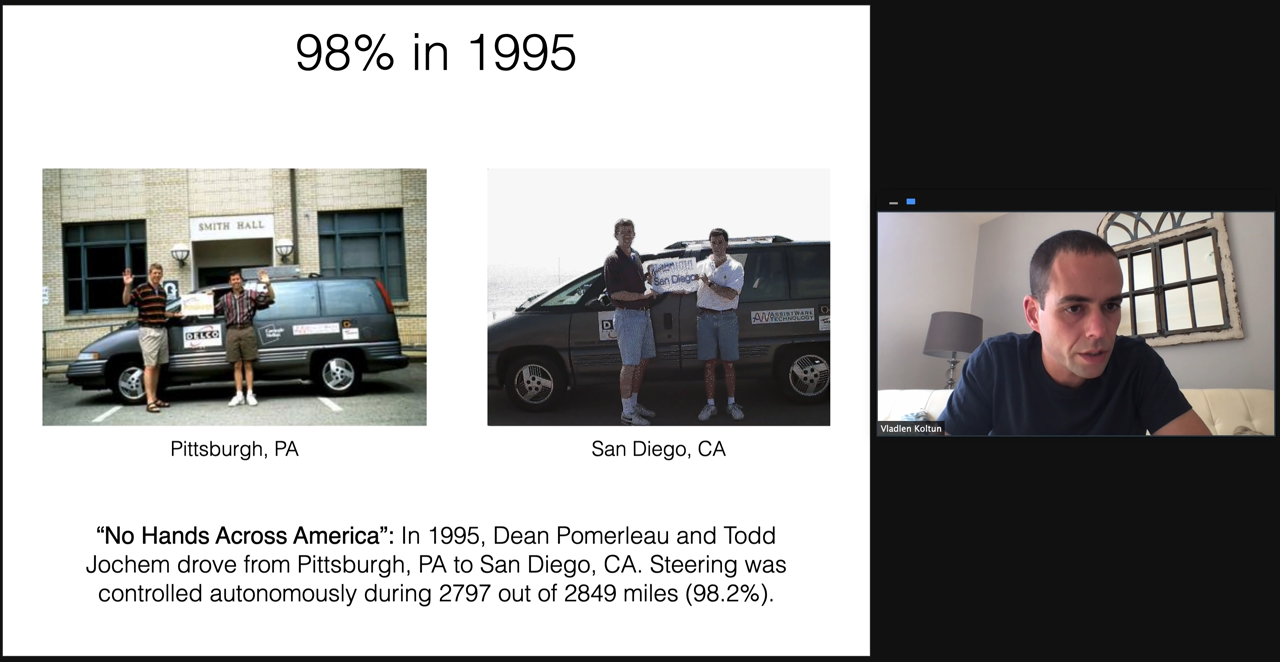 98% in 1995
SMITH HALL
DELCO
San Diego
ASSISTWARE
TECHNOLOGY
Pittsburgh, PA
San Diego, CA
“No Hands Across America”: In 1995, Dean Pomerleau and Todd
Jochem drove from Pittsburgh, PA to San Diego, CA. Steering was
controlled autonomously during 2797 out of 2849 miles (98.2%).
Vladlen Koltun